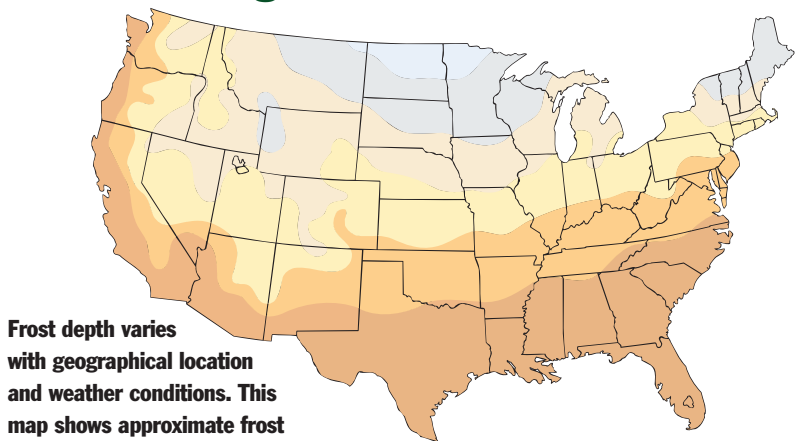 Frost depth varies
with geographical location
and weather conditions. This
map shows approximate frost